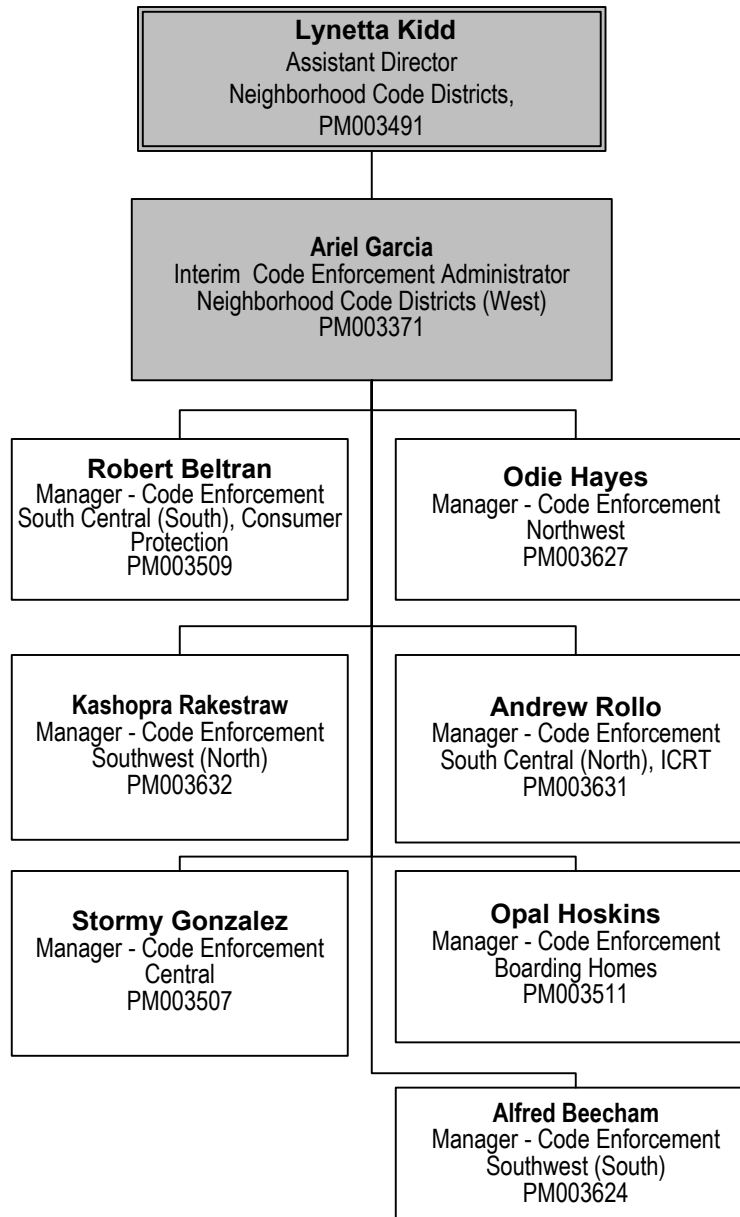 Lynetta Kidd
Assistant Director
Neighborhood Code Districts,
PM003491
Ariel Garcia
Interim Code Enforcement Administrator
Neighborhood Code Districts (West)
PM003371
Robert Beltran
Manager - Code Enforcement
South Central (South), Consumer
Protection
PM003509
Odie Hayes
Manager - Code Enforcement
Northwest
PM003627
Kashopra Rakestraw
Manager - Code Enforcement
Southwest (North)
PM003632
Andrew Rollo
Manager - Code Enforcement
South Central (North), ICRT
PM003631
Stormy Gonzalez
Manager - Code Enforcement
Central
PM003507
Opal Hoskins
Manager - Code Enforcement
Boarding Homes
PM003511
Alfred Beecham
Manager - Code Enforcement
Southwest (South)
PM003624